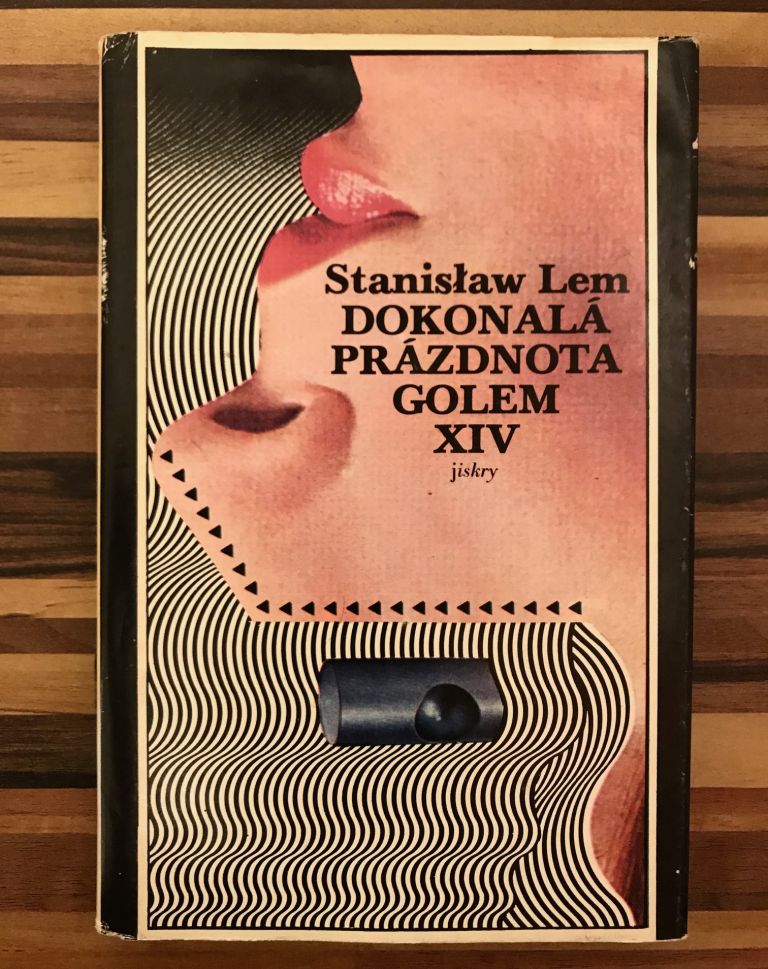 Stanisław Lem
DOKONALÁ
PRÁZDNOTA
GOLEM
XIV
jiskry